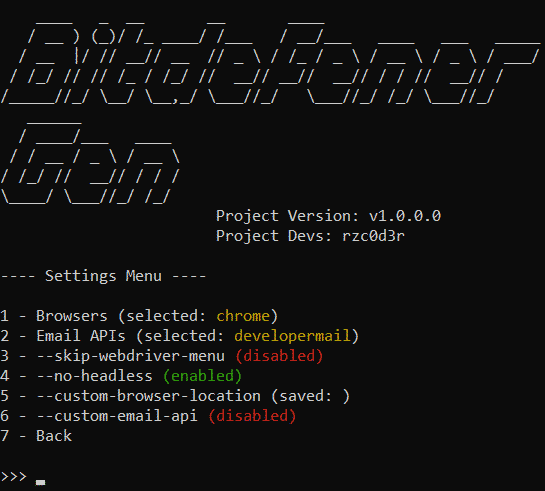 BitDefender
Gen
Project Version: v1.0.0.0
Project Devs: rzc0d3r
---- Settings Menu ----
1 - Browsers (selected: chrome)
2 - Email APIs (selected: developermail)
3 - --skip-webdriver-menu (disabled)
4 - --no-headless (enabled)
5 - --custom-browser-location (saved: )
6 - --custom-email-api (disabled)
7 - Back
>>> _